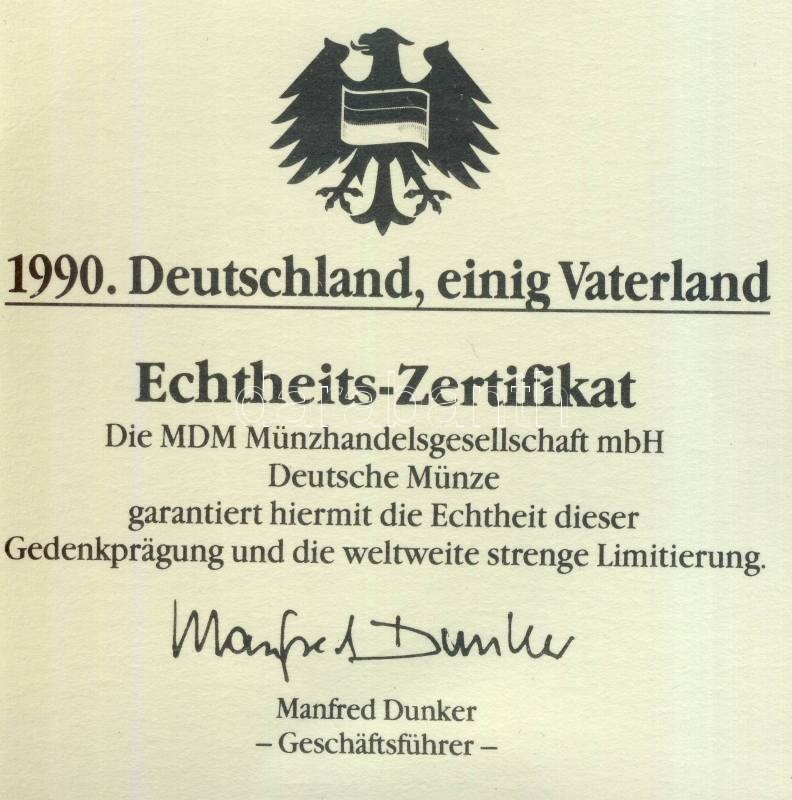 1990. Deutschland, einig Vaterland
Echtheits-Zertifikat
darabanth
Die MDM Münzhandelsgesellschaft mbH
Deutsche Münze
garantiert hiermit die Echtheit dieser
Gedenkprägung und die weltweite strenge Limitierung.
Manfred Dunker
Manfred Dunker
– Geschäftsführer –